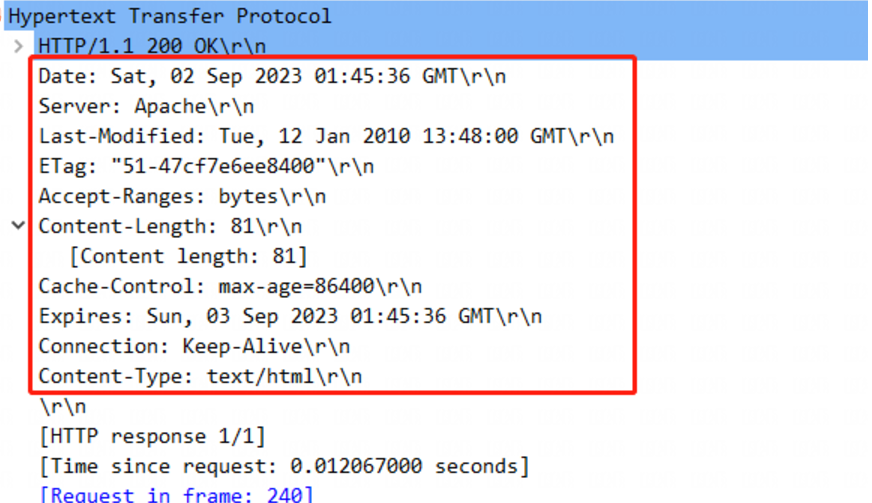 Hypertext Transfer Protocol
HTTP/1.1 200 OK\r\n
Date: Sat, 02 Sep 2023 01:45:36 GMT\r\n
Server: Apache\r\n
Last-Modified: Tue, 12 Jan 2010 13:48:00 GMT\r\n
ETag: "51-47cf7e6ee8400"\r\n
Accept-Ranges: bytes\r\n
Content-Length: 81\r\n
[Content length: 81]
Cache-Control: max-age=86400\r\n
Expires: Sun, 03 Sep 2023 01:45:36 GMT\r\n
Connection: Keep-Alive\r\n
Content-Type: text/html\r\n
\r\n
[HTTP response 1/1]
[Time since request: 0.012067000 seconds]
[Request in frame: 240]